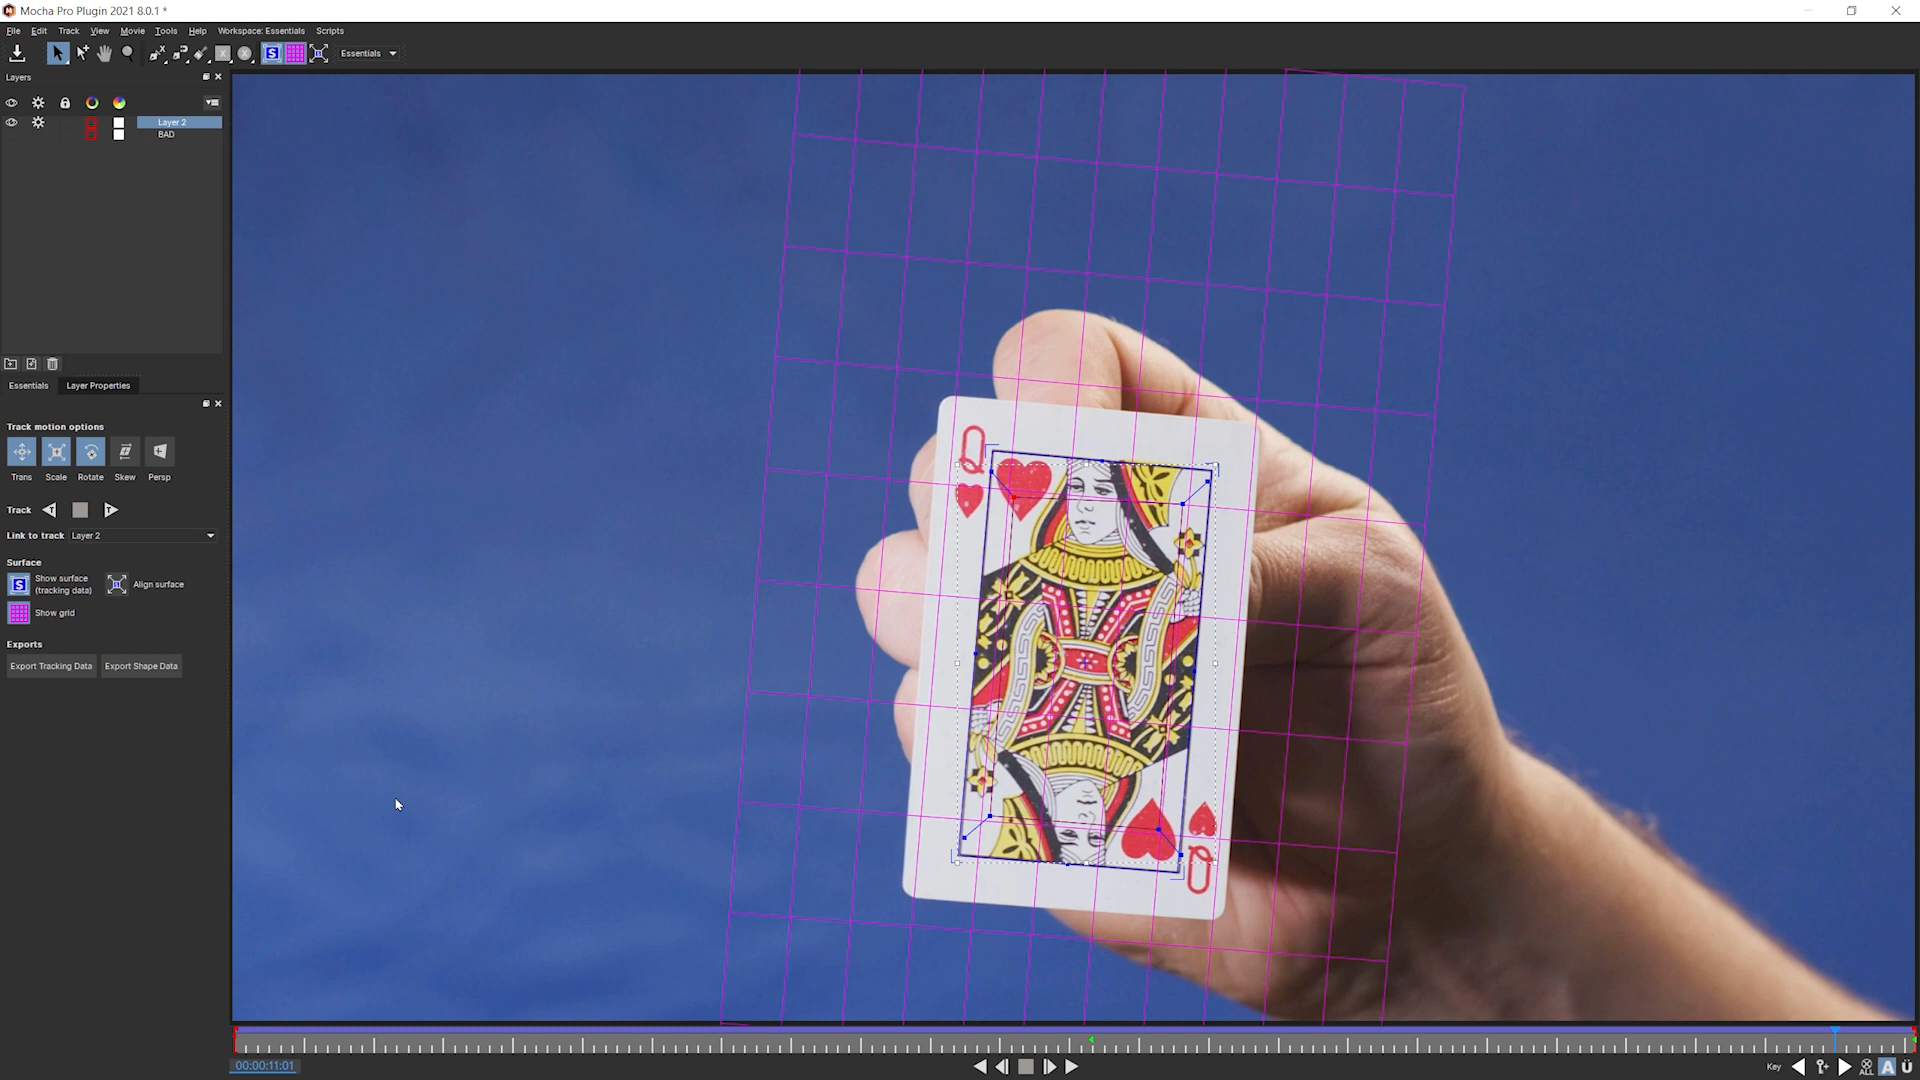 Mocha Pro Plugin 2021 8.0.1 *
File Edit Track View Movie Tools Help Workspace: Essentials Scripts
Essentials
Layers
Layer 2
BAD
Essentials Layer Properties
Track motion options
Trans Scale Rotate Skew Persp
Track
Link to track Layer 2
Surface
Show surface
(tracking data)
Align surface
Show grid
Exports
Export Tracking Data Export Shape Data
Q
Q
00:00:11:01
Key
ALL
A
Ü